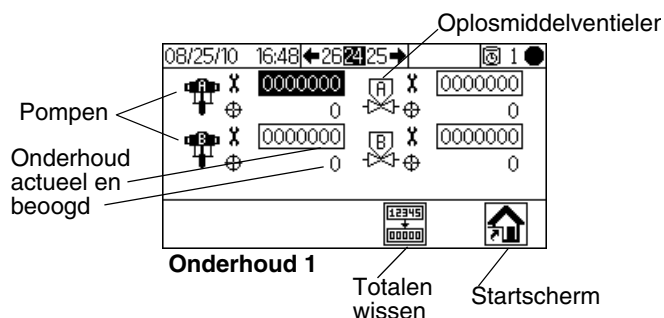 Oplosmiddelventielen
08/25/10 16:48 26 24 25 1
A 0000000 A 0000000
0 0
B 0000000 B 0000000
0 0
Pompen
Onderhoud
actueel en
beoogd
12345
00000
Onderhoud 1
Totalen
wissen
Startscherm